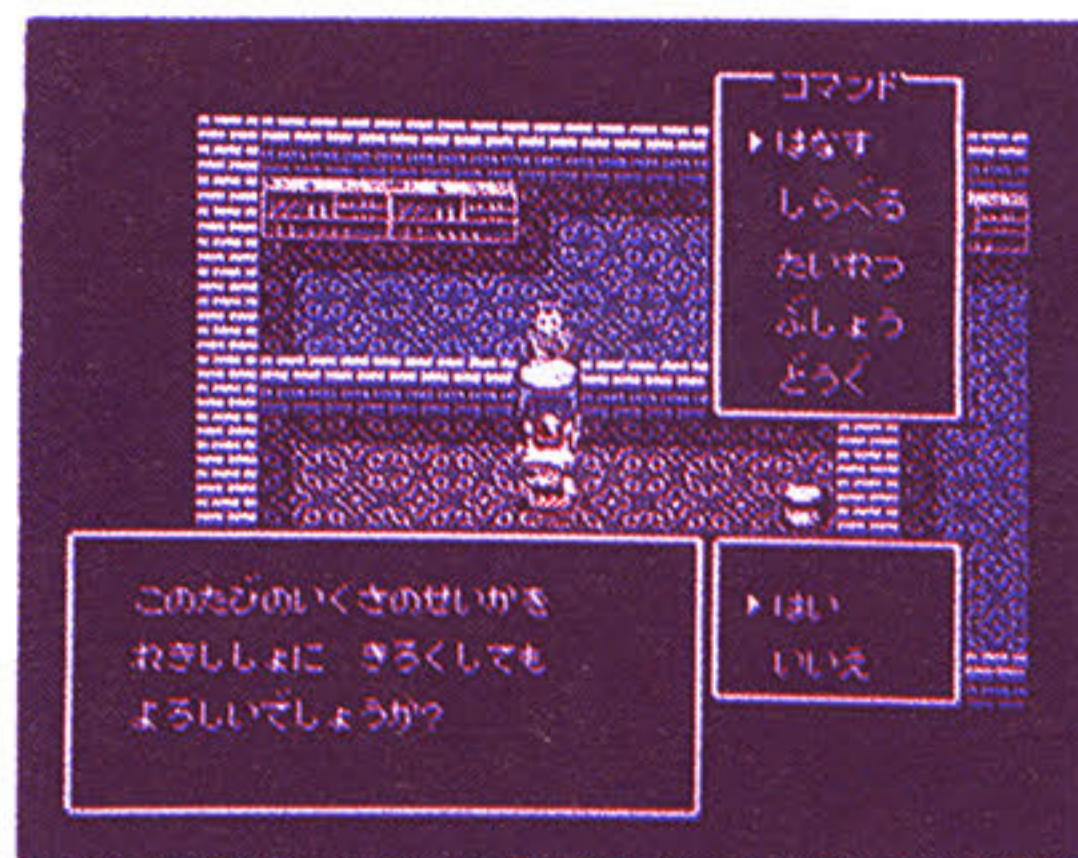 コマンド
▶はなす
しらべる
たいれつ
ぶしょう
どうぐ
このたびのいくさのせいかを
れきししょに きろくしても
よろしいでしょうか?
▶はい
いいえ